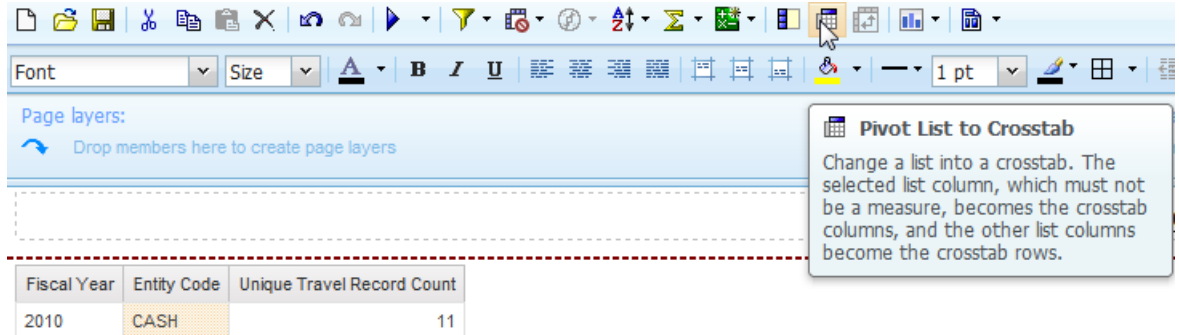 Font
Size
A
B I U
1 pt
Page layers:
Drop members here to create page layers
Pivot List to Crosstab
Change a list into a crosstab. The
selected list column, which must not
be a measure, becomes the crosstab
columns, and the other list columns
become the crosstab rows.
Fiscal Year Entity Code Unique Travel Record Count
2010 CASH 11